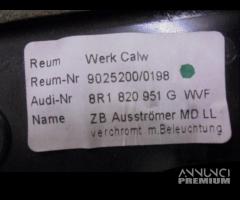 Reum Werk Calw
Reum-Nr 9025200/0198
Audi-Nr 8R1 820 951 G WVF
Name ZB Ausströmer MD LL
verchromt m.Beleuchtung
ANNUNCI
PREMIUM